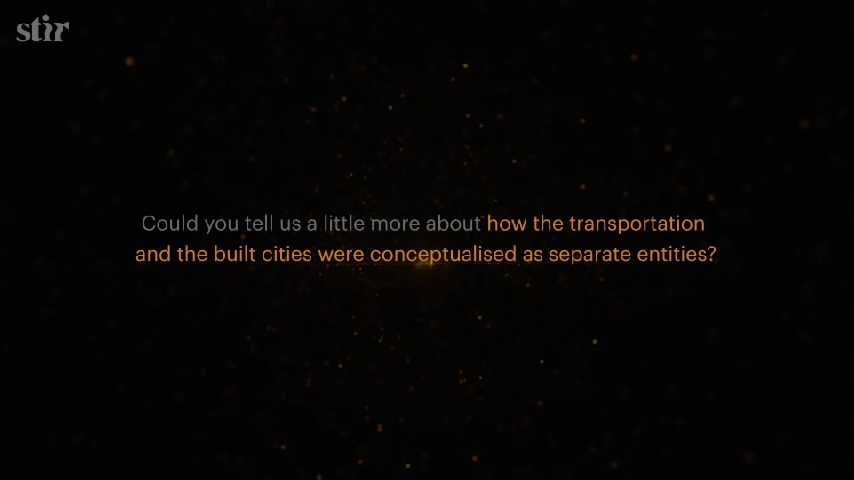 stir
Could you tell us a little more about how the transportation
and the built cities were conceptualised as separate entities?